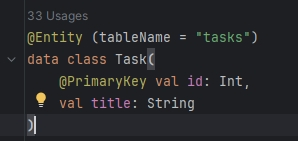 33 Usages
@Entity (tableName = "tasks")
data class Task(
    @PrimaryKey val id: Int,
    val title: String
)